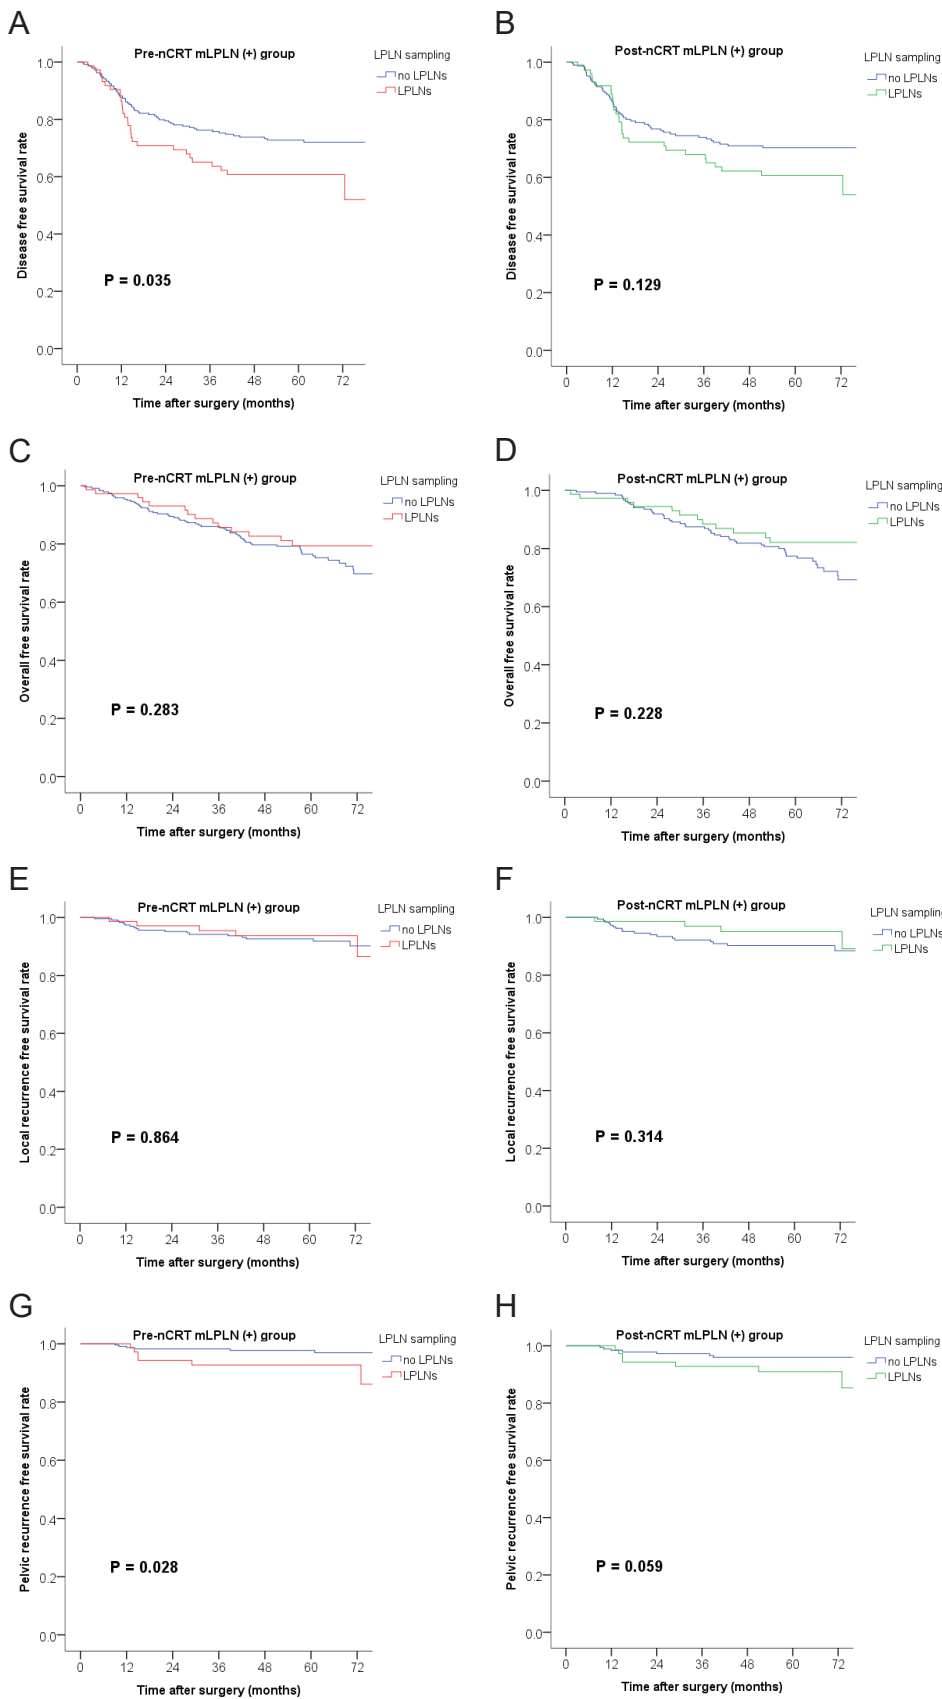 A
Pre-nCRT mLPLN (+) group
LPLN sampling
no LPLNs
LPLNs
Disease free survival rate
1.0
0.8
0.6
0.4
0.2
0.0
P = 0.035
0 12 24 36 48 60 72
Time after surgery (months)
B
Post-nCRT mLPLN (+) group
LPLN sampling
no LPLNs
LPLNs
Disease free survival rate
1.0
0.8
0.6
0.4
0.2
0.0
P = 0.129
0 12 24 36 48 60 72
Time after surgery (months)
C
Pre-nCRT mLPLN (+) group
LPLN sampling
no LPLNs
LPLNs
Overall free survival rate
1.0
0.8
0.6
0.4
0.2
0.0
P = 0.283
0 12 24 36 48 60 72
Time after surgery (months)
D
Post-nCRT mLPLN (+) group
LPLN sampling
no LPLNs
LPLNs
Overall free survival rate
1.0
0.8
0.6
0.4
0.2
0.0
P = 0.228
0 12 24 36 48 60 72
Time after surgery (months)
E
Pre-nCRT mLPLN (+) group
LPLN sampling
no LPLNs
LPLNs
Local recurrence free survival rate
1.0
0.8
0.6
0.4
0.2
0.0
P = 0.864
0 12 24 36 48 60 72
Time after surgery (months)
F
Post-nCRT mLPLN (+) group
LPLN sampling
no LPLNs
LPLNs
Local recurrence free survival rate
1.0
0.8
0.6
0.4
0.2
0.0
P = 0.314
0 12 24 36 48 60 72
Time after surgery (months)
G
Pre-nCRT mLPLN (+) group
LPLN sampling
no LPLNs
LPLNs
Pelvic recurrence free survival rate
1.0
0.8
0.6
0.4
0.2
0.0
P = 0.028
0 12 24 36 48 60 72
Time after surgery (months)
H
Post-nCRT mLPLN (+) group
LPLN sampling
no LPLNs
LPLNs
Pelvic recurrence free survival rate
1.0
0.8
0.6
0.4
0.2
0.0
P = 0.059
0 12 24 36 48 60 72
Time after surgery (months)